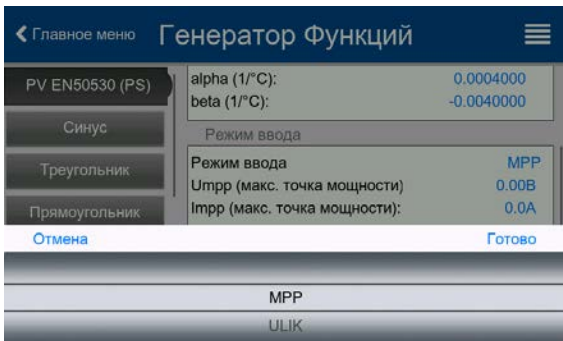 Главное меню Генератор Функций
PV EN50530 (PS)
Синус
Треугольник
Прямоугольник
alpha (1/°C): 0.0004000
beta (1/°C): -0.0040000
Режим ввода
Режим ввода MPP
Umpp (макс. точка мощности) 0.00В
Impp (макс. точка мощности): 0.0A
Отмена Готово
MPP
ULIK